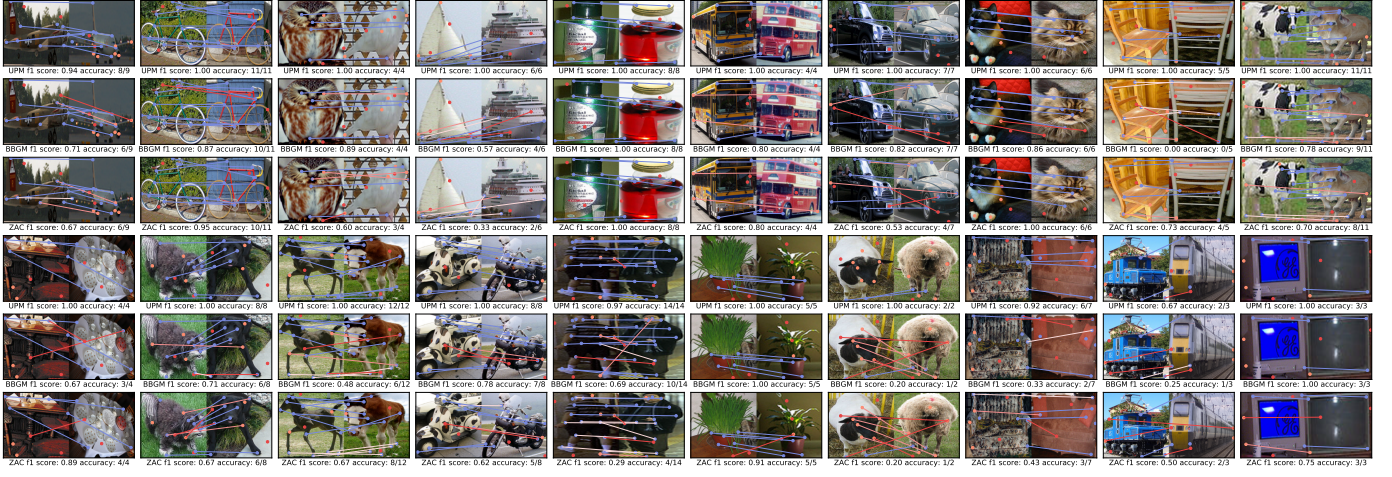 UPM f1 score: 0.94 accuracy: 8/9 UPM f1 score: 1.00 accuracy: 11/11 UPM f1 score: 1.00 accuracy: 4/4 UPM f1 score: 1.00 accuracy: 6/6 UPM f1 score: 1.00 accuracy: 8/8 UPM f1 score: 1.00 accuracy: 4/4 UPM f1 score: 1.00 accuracy: 7/7 UPM f1 score: 1.00 accuracy: 6/6 UPM f1 score: 1.00 accuracy: 5/5 UPM f1 score: 1.00 accuracy: 11/11
BBGM f1 score: 0.71 accuracy: 6/9 BBGM f1 score: 0.87 accuracy: 10/11 BBGM f1 score: 0.89 accuracy: 4/4 BBGM f1 score: 0.57 accuracy: 4/6 BBGM f1 score: 1.00 accuracy: 8/8 BBGM f1 score: 0.80 accuracy: 4/4 BBGM f1 score: 0.82 accuracy: 7/7 BBGM f1 score: 0.86 accuracy: 6/6 BBGM f1 score: 0.00 accuracy: 0/5 BBGM f1 score: 0.78 accuracy: 9/11
ZAC f1 score: 0.67 accuracy: 6/9 ZAC f1 score: 0.95 accuracy: 10/11 ZAC f1 score: 0.60 accuracy: 3/4 ZAC f1 score: 0.33 accuracy: 2/6 ZAC f1 score: 1.00 accuracy: 8/8 ZAC f1 score: 0.80 accuracy: 4/4 ZAC f1 score: 0.53 accuracy: 4/7 ZAC f1 score: 1.00 accuracy: 6/6 ZAC f1 score: 0.73 accuracy: 4/5 ZAC f1 score: 0.70 accuracy: 8/11
UPM f1 score: 1.00 accuracy: 4/4 UPM f1 score: 1.00 accuracy: 8/8 UPM f1 score: 1.00 accuracy: 12/12 UPM f1 score: 1.00 accuracy: 8/8 UPM f1 score: 0.97 accuracy: 14/14 UPM f1 score: 1.00 accuracy: 5/5 UPM f1 score: 1.00 accuracy: 2/2 UPM f1 score: 0.92 accuracy: 6/7 UPM f1 score: 0.67 accuracy: 2/3 UPM f1 score: 1.00 accuracy: 3/3
BBGM f1 score: 0.67 accuracy: 3/4 BBGM f1 score: 0.71 accuracy: 6/8 BBGM f1 score: 0.48 accuracy: 6/12 BBGM f1 score: 0.78 accuracy: 7/8 BBGM f1 score: 0.69 accuracy: 10/14 BBGM f1 score: 1.00 accuracy: 5/5 BBGM f1 score: 0.20 accuracy: 1/2 BBGM f1 score: 0.33 accuracy: 2/7 BBGM f1 score: 0.25 accuracy: 1/3 BBGM f1 score: 1.00 accuracy: 3/3
ZAC f1 score: 0.89 accuracy: 4/4 ZAC f1 score: 0.67 accuracy: 6/8 ZAC f1 score: 0.67 accuracy: 8/12 ZAC f1 score: 0.62 accuracy: 5/8 ZAC f1 score: 0.29 accuracy: 4/14 ZAC f1 score: 0.91 accuracy: 5/5 ZAC f1 score: 0.20 accuracy: 1/2 ZAC f1 score: 0.43 accuracy: 3/7 ZAC f1 score: 0.50 accuracy: 2/3 ZAC f1 score: 0.75 accuracy: 3/3